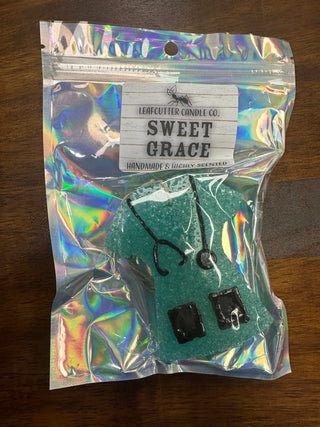 LEAFCUTTER CANDLE CO.
SWEET
GRACE
HANDMADE & HIGHLY SCENTED